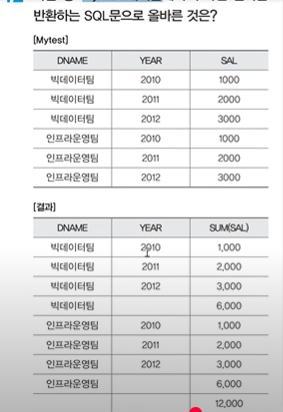 반환하는 SQL문으로 올바른 것은?
[Mytest]
DNAME YEAR SAL
빅데이터팀 2010 1000
빅데이터팀 2011 2000
빅데이터팀 2012 3000
인프라운영팀 2010 1000
인프라운영팀 2011 2000
인프라운영팀 2012 3000
[결과]
DNAME YEAR SUM(SAL)
빅데이터팀 2010 1,000
빅데이터팀 2011 2,000
빅데이터팀 2012 3,000
빅데이터팀 6,000
인프라운영팀 2010 1,000
인프라운영팀 2011 2,000
인프라운영팀 2012 3,000
인프라운영팀 6,000
12,000